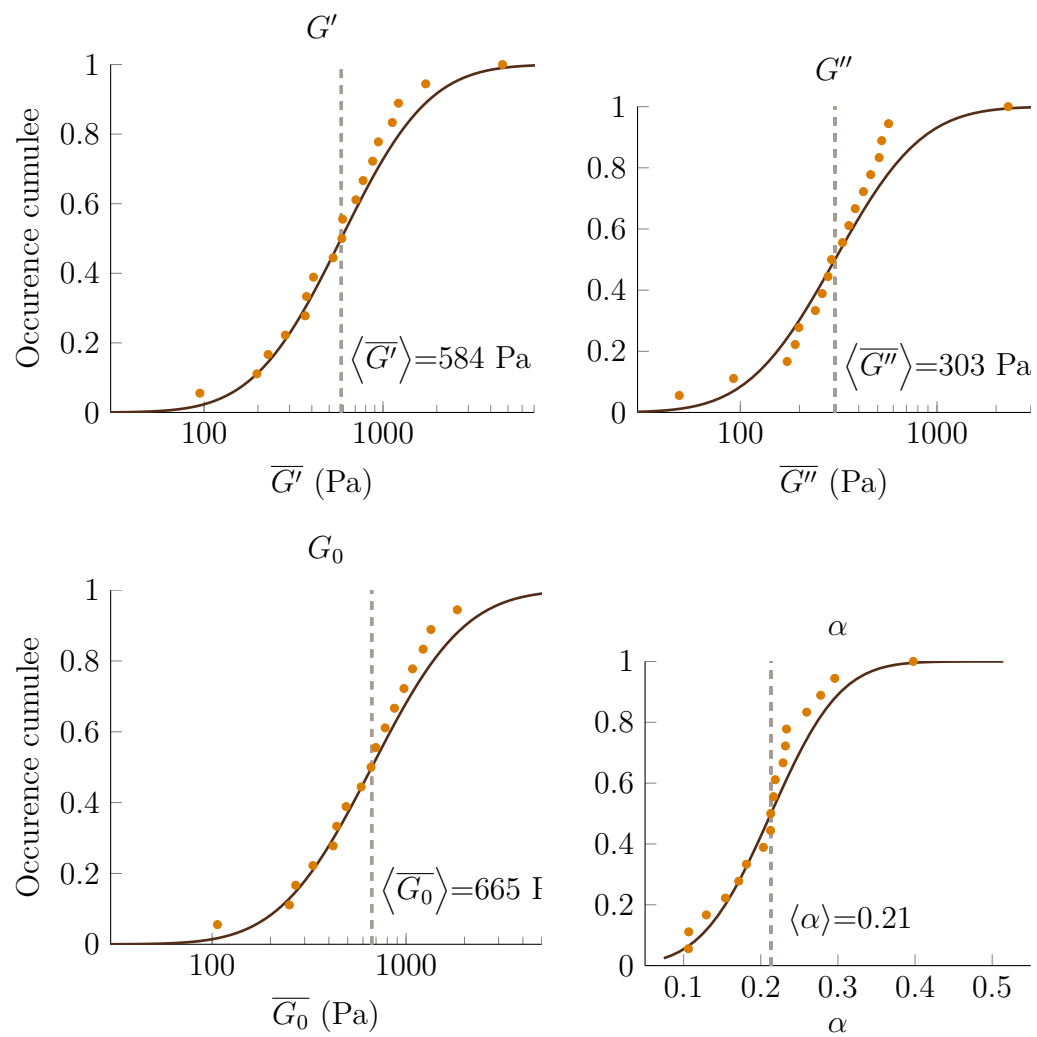 G′
Occurence cumulee
1
0.8
0.6
0.4
0.2
0
⟨G̅′⟩=584 Pa
100 1000
G̅′ (Pa)
G′′
1
0.8
0.6
0.4
0.2
0
⟨G̅′′⟩=303 Pa
100 1000
G̅′′ (Pa)
G₀
Occurence cumulee
1
0.8
0.6
0.4
0.2
0
⟨G̅₀⟩=665
100 1000
G̅₀ (Pa)
α
1
0.8
0.6
0.4
0.2
0
⟨α⟩=0.21
0.1 0.2 0.3 0.4 0.5
α